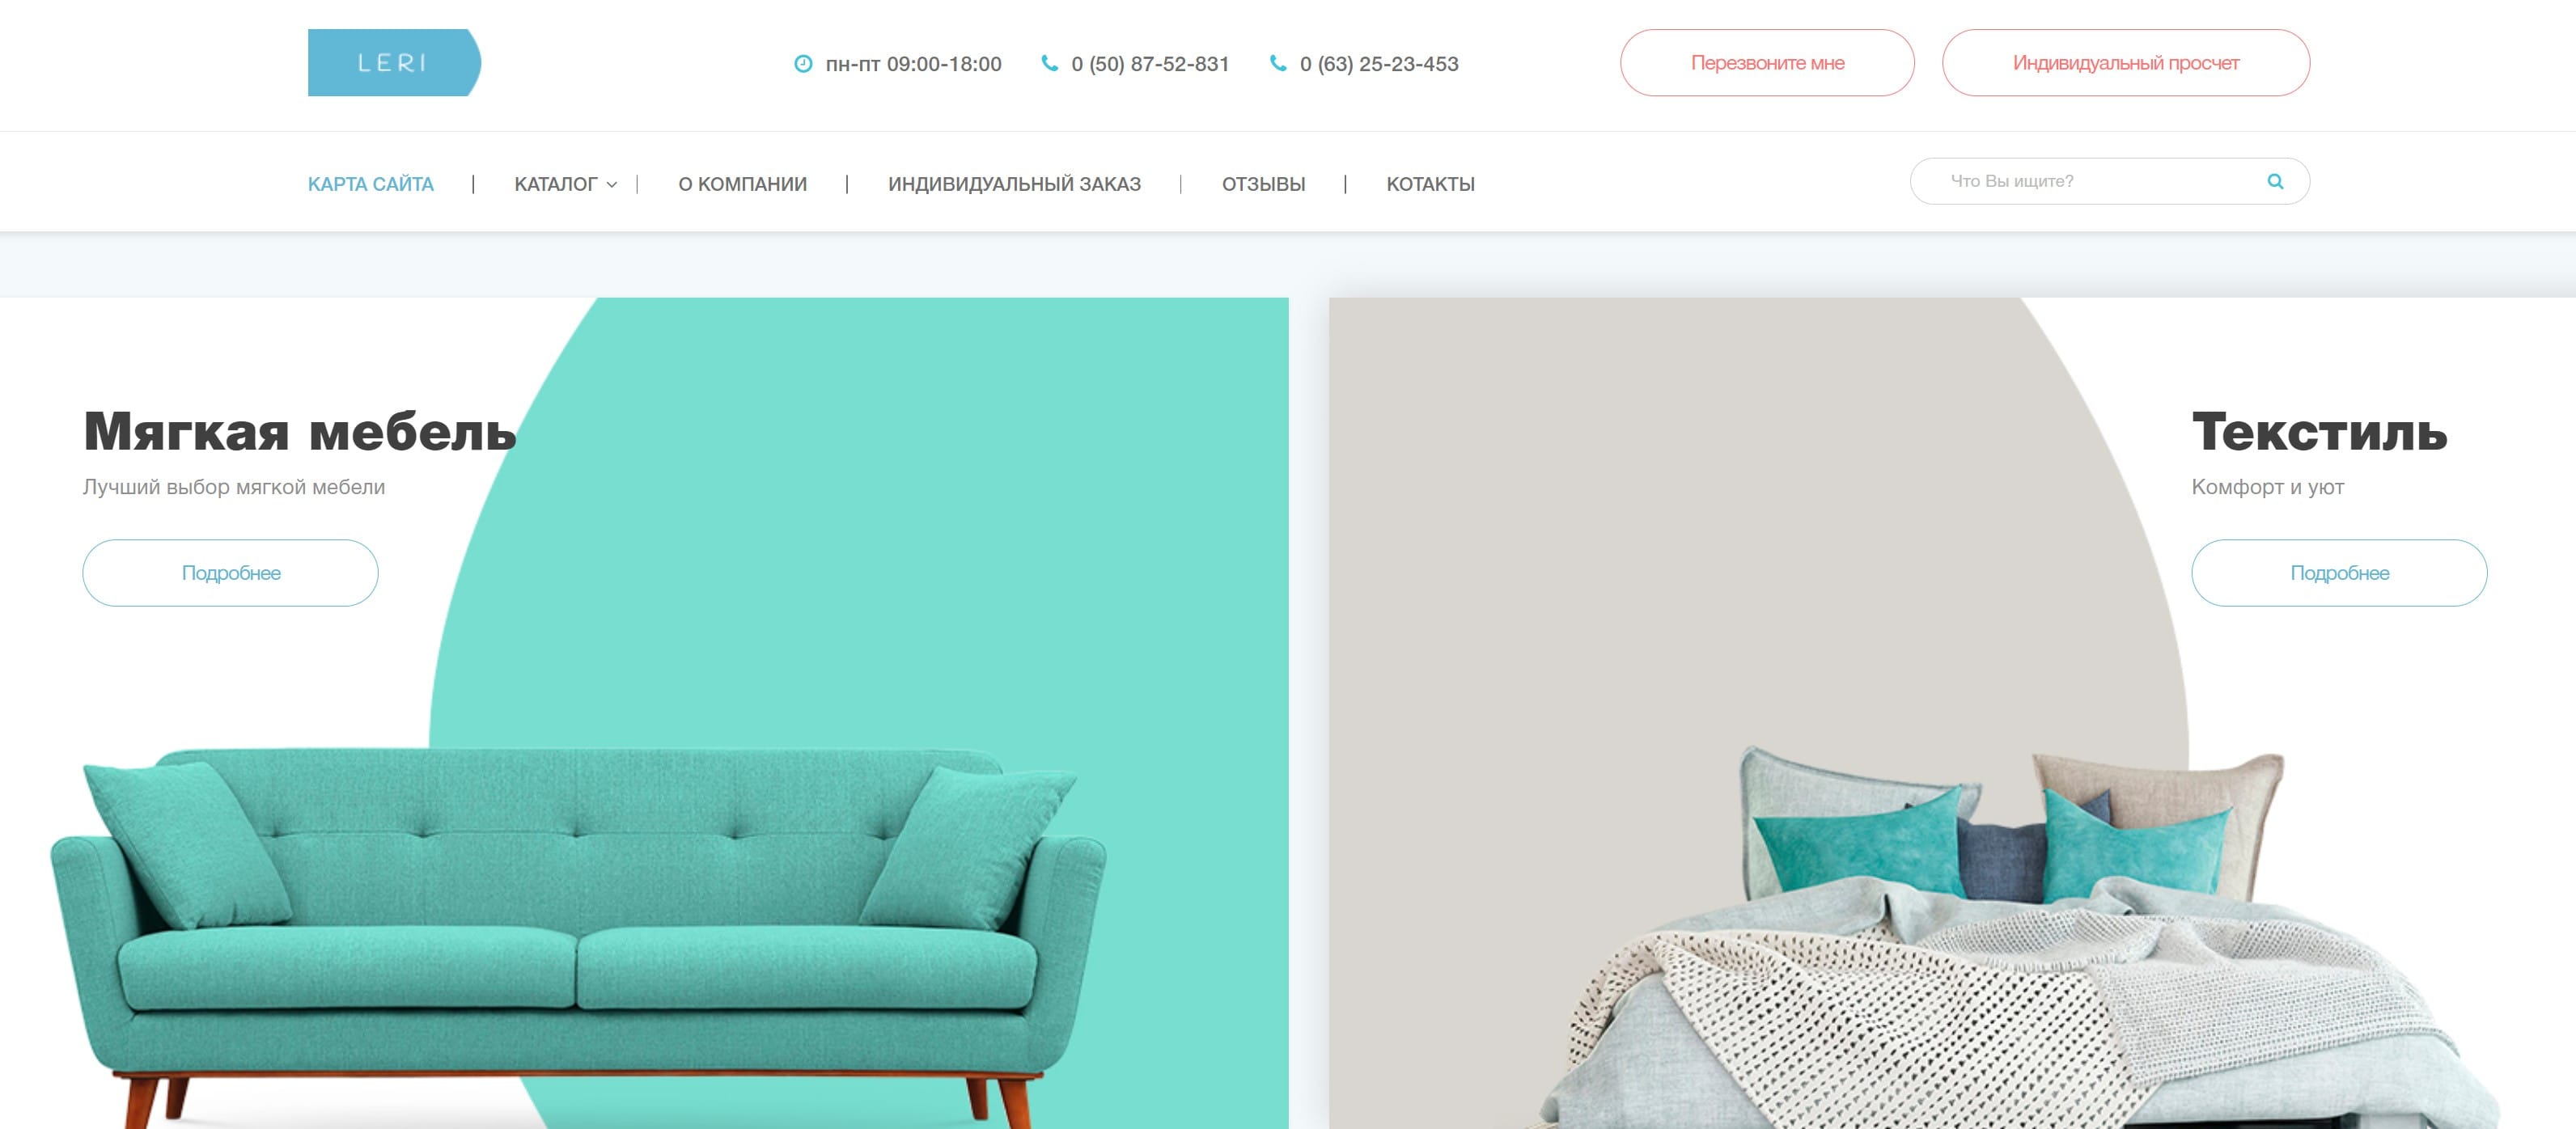 LERI
пн-пт 09:00-18:00
0 (50) 87-52-831
0 (63) 25-23-453
Перезвоните мне
Индивидуальный просчет
КАРТА САЙТА | КАТАЛОГ | О КОМПАНИИ | ИНДИВИДУАЛЬНЫЙ ЗАКАЗ | ОТЗЫВЫ | КОТАКТЫ
Что Вы ищите?
Мягкая мебель
Лучший выбор мягкой мебели
Подробнее
Текстиль
Комфорт и уют
Подробнее